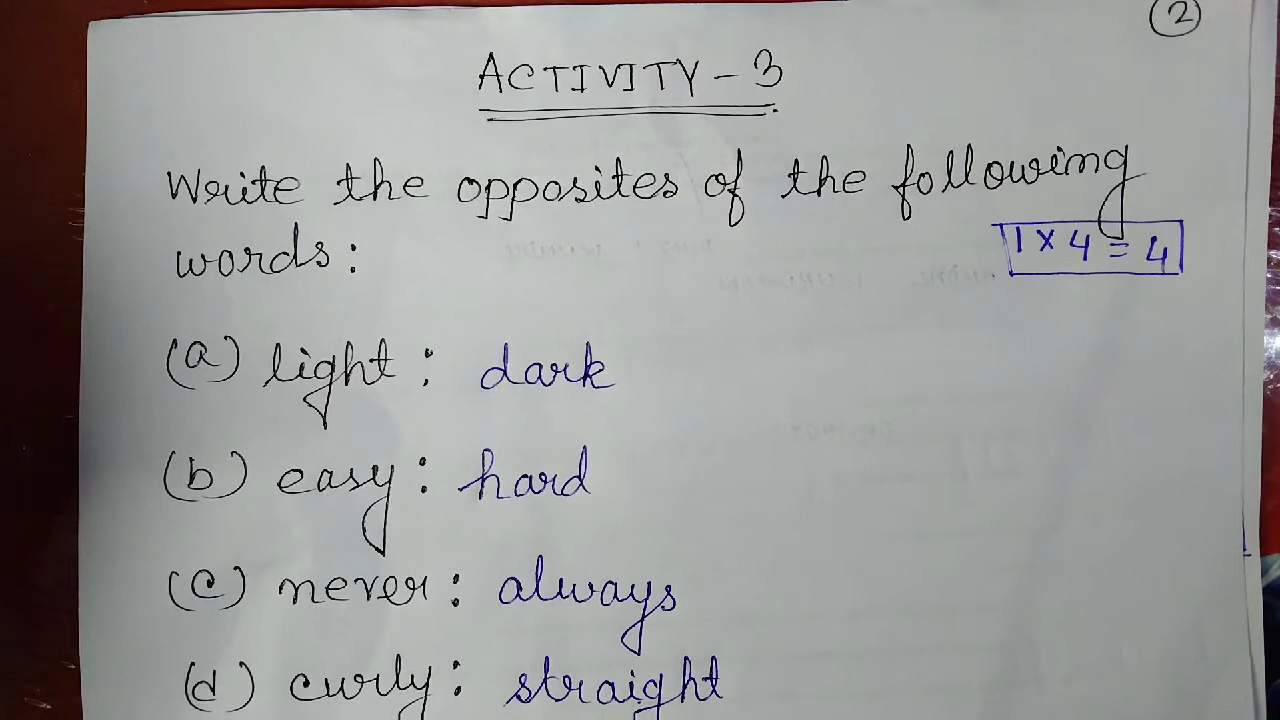 (2)
ACTIVITY - 3
Write the opposites of the following
words:
1 x 4 = 4
(a) light: dark
(b) easy: hard
(c) never: always
(d) curly: straight